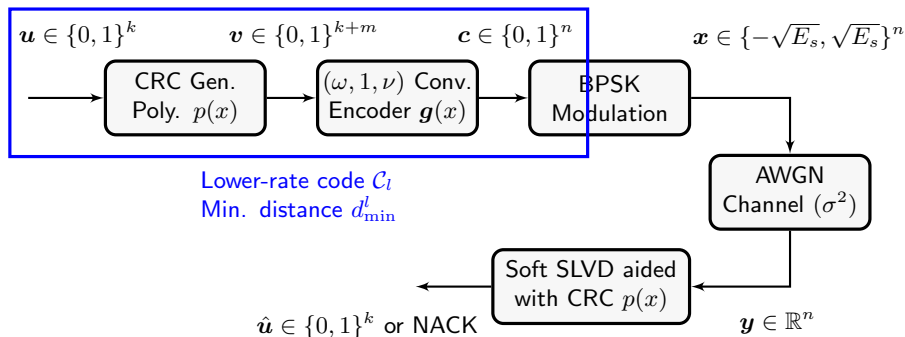 𝒖 ∈ {0, 1}^k
𝒗 ∈ {0, 1}^{k+m}
𝒄 ∈ {0, 1}^n
𝒙 ∈ {−√E_s, √E_s}^n
CRC Gen.
Poly. p(x)
(ω, 1, ν) Conv.
Encoder 𝒈(x)
BPSK
Modulation
Lower-rate code 𝒞_l
Min. distance d^l_min
AWGN
Channel (σ²)
Soft SLVD aided
with CRC p(x)
𝒖̂ ∈ {0, 1}^k or NACK
𝒚 ∈ ℝ^n